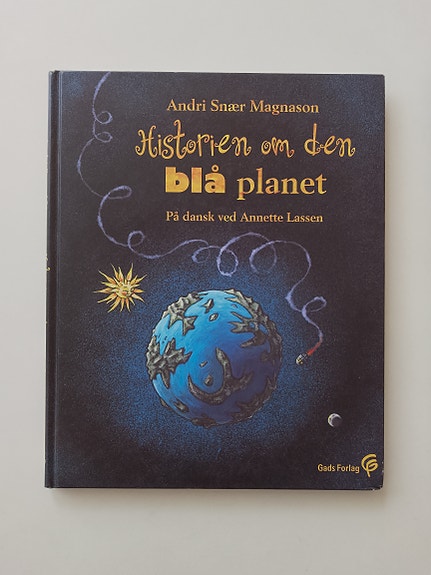 Andri Snær Magnason
Historien om den
blå planet
På dansk ved Annette Lassen
Gads Forlag